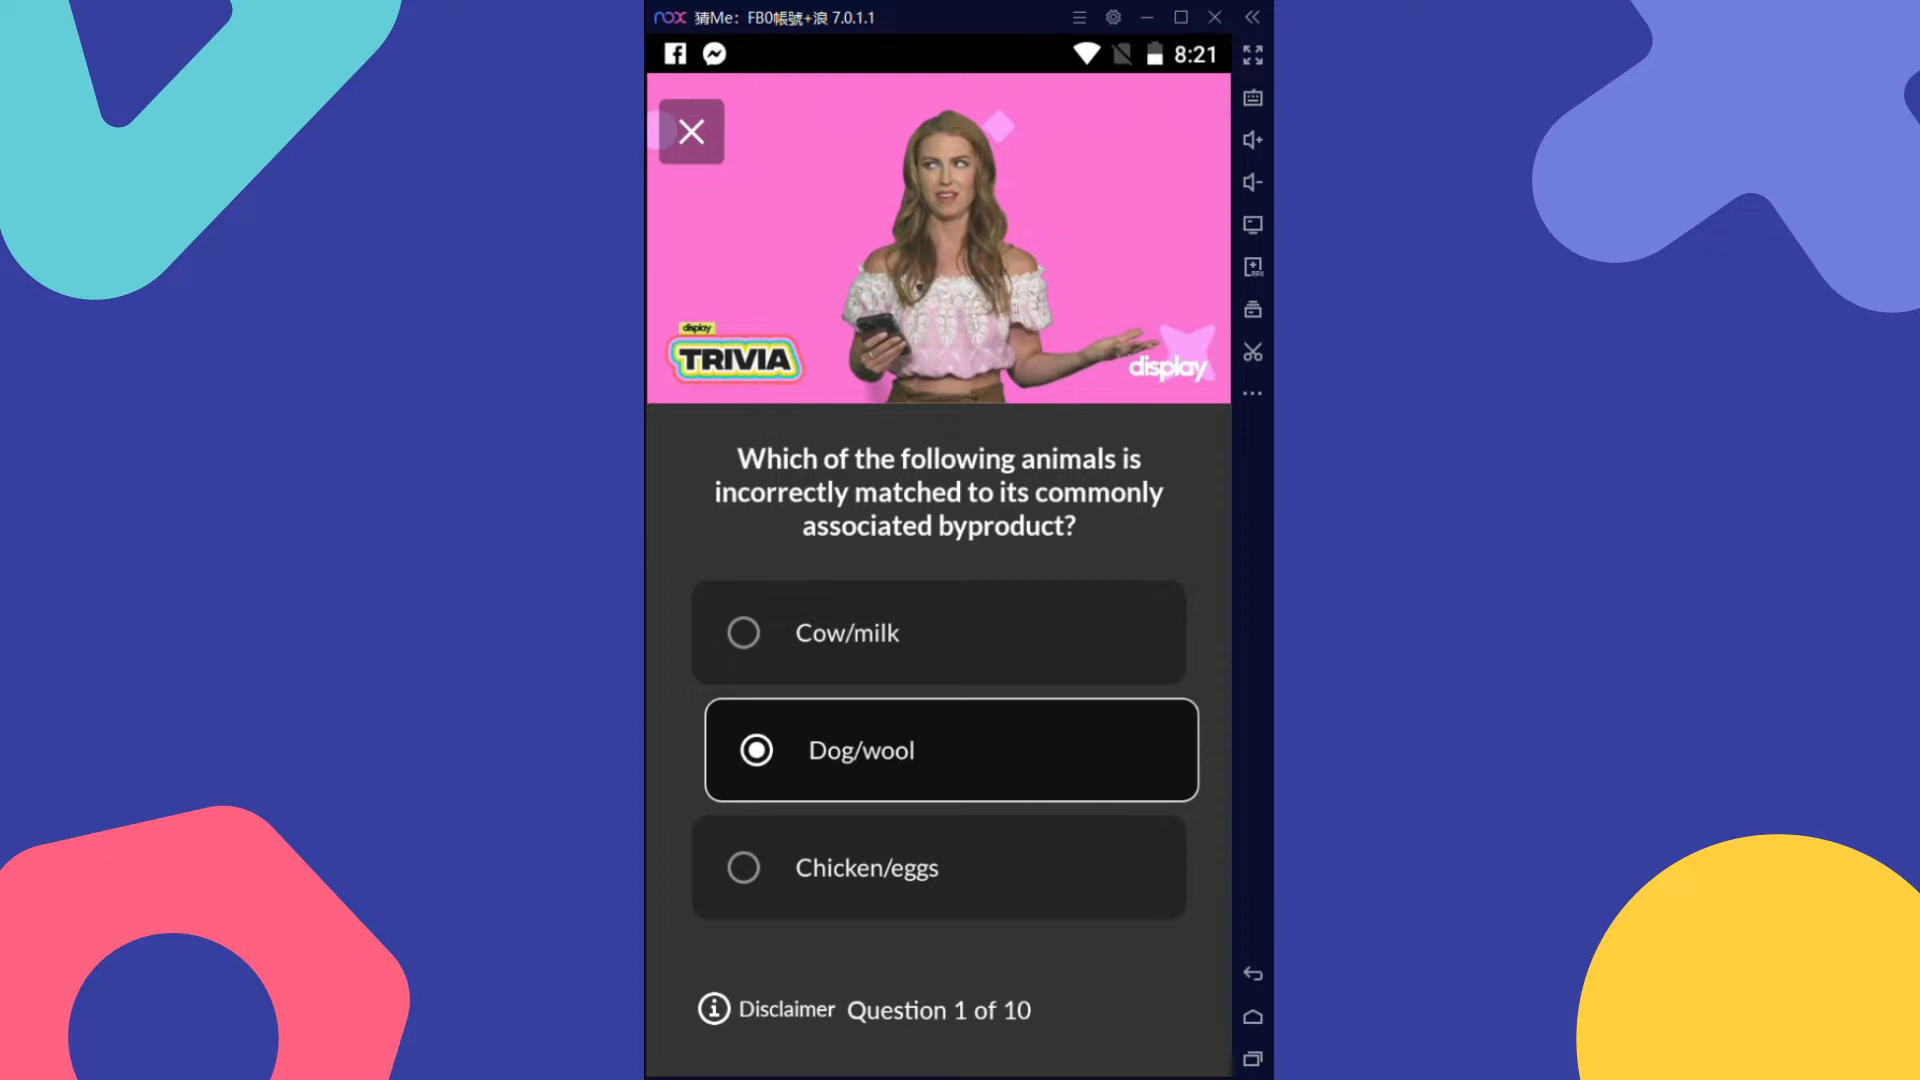 nox 猜Me: FB0帳號+浪 7.0.1.1
8:21
display
TRIVIA
display
Which of the following animals is
incorrectly matched to its commonly
associated byproduct?
Cow/milk
Dog/wool
Chicken/eggs
Disclaimer Question 1 of 10